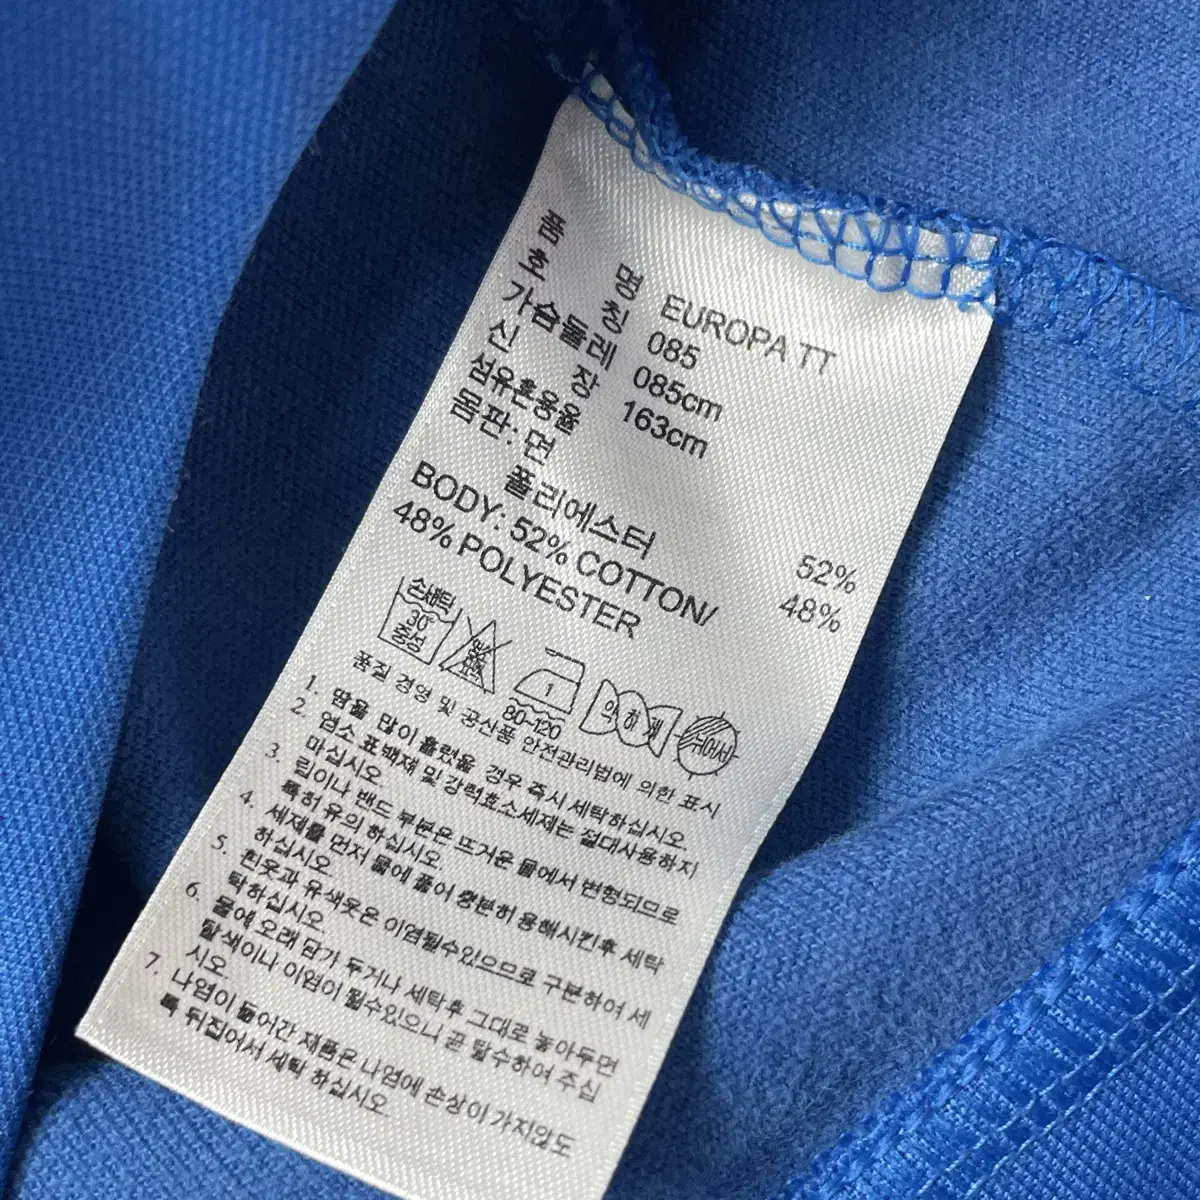 품 명 EUROPA TT
호 칭 085
가슴둘레 085cm
신 장 163cm
섬유혼용율
몸판: 면 52%
폴리에스터 48%
BODY: 52% COTTON/
48% POLYESTER
손세탁
30°
중성
80-120
1
약하게
뉘어서
품질 경영 및 공산품 안전관리법에 의한 표시
1. 땀을 많이 흘렸을 경우 즉시 세탁하십시오
2. 염소 표백제 및 강력효소세제는 절대사용하지
마십시오
3. 립이나 밴드 부분은 뜨거운 물에서 변형되므로
특허 유의 하십시오.
4. 세제를 먼저 물에 풀어 충분히 용해시킨후 세탁
하십시오
5. 흰옷과 유색옷은 이염될수있으므로 구분하여 세
탁하십시오.
6. 물에 오래 담가 두거나 세탁후 그대로 놓아두면
탈색이나 이염이 될수있으니 곧 탈수하여 주십
시오.
7. 나염이 들어간 제품은 나염에 손상이 가지않도
록 뒤집어서 세탁 하십시오